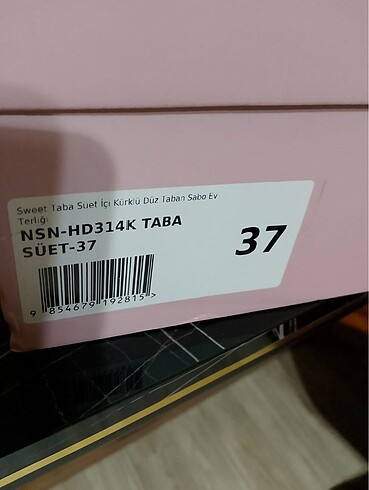 Sweet Taba Süet İçi Kürklü Düz Taban Sabo Ev
Terliği
NSN-HD314K TABA
SÜET-37
37
9 854679 192815 >